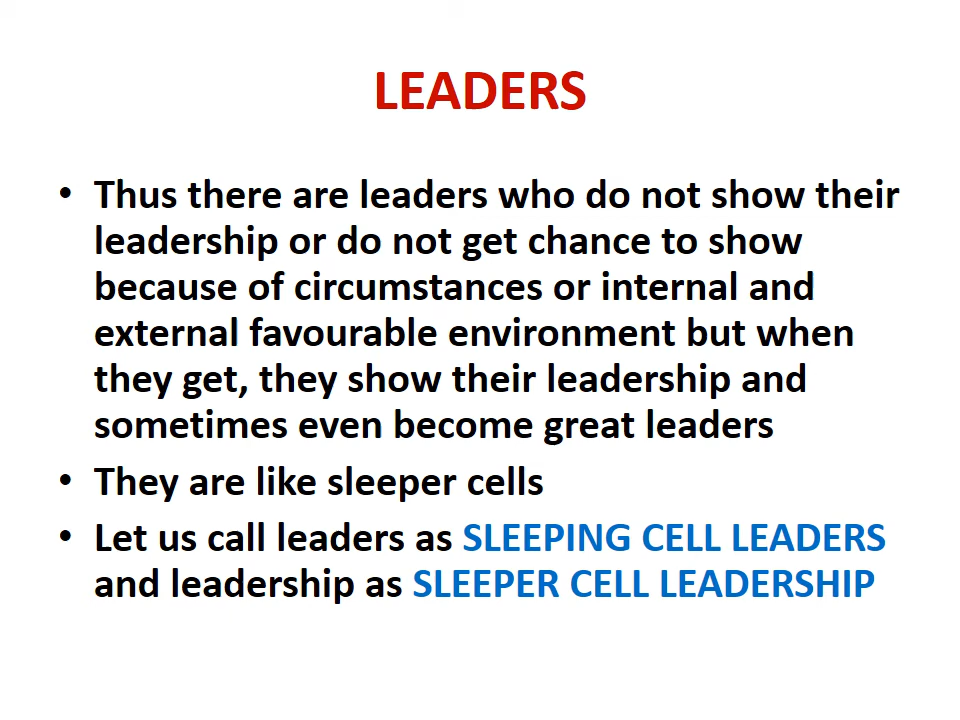 LEADERS
• Thus there are leaders who do not show their
leadership or do not get chance to show
because of circumstances or internal and
external favourable environment but when
they get, they show their leadership and
sometimes even become great leaders
• They are like sleeper cells
• Let us call leaders as SLEEPING CELL LEADERS
and leadership as SLEEPER CELL LEADERSHIP